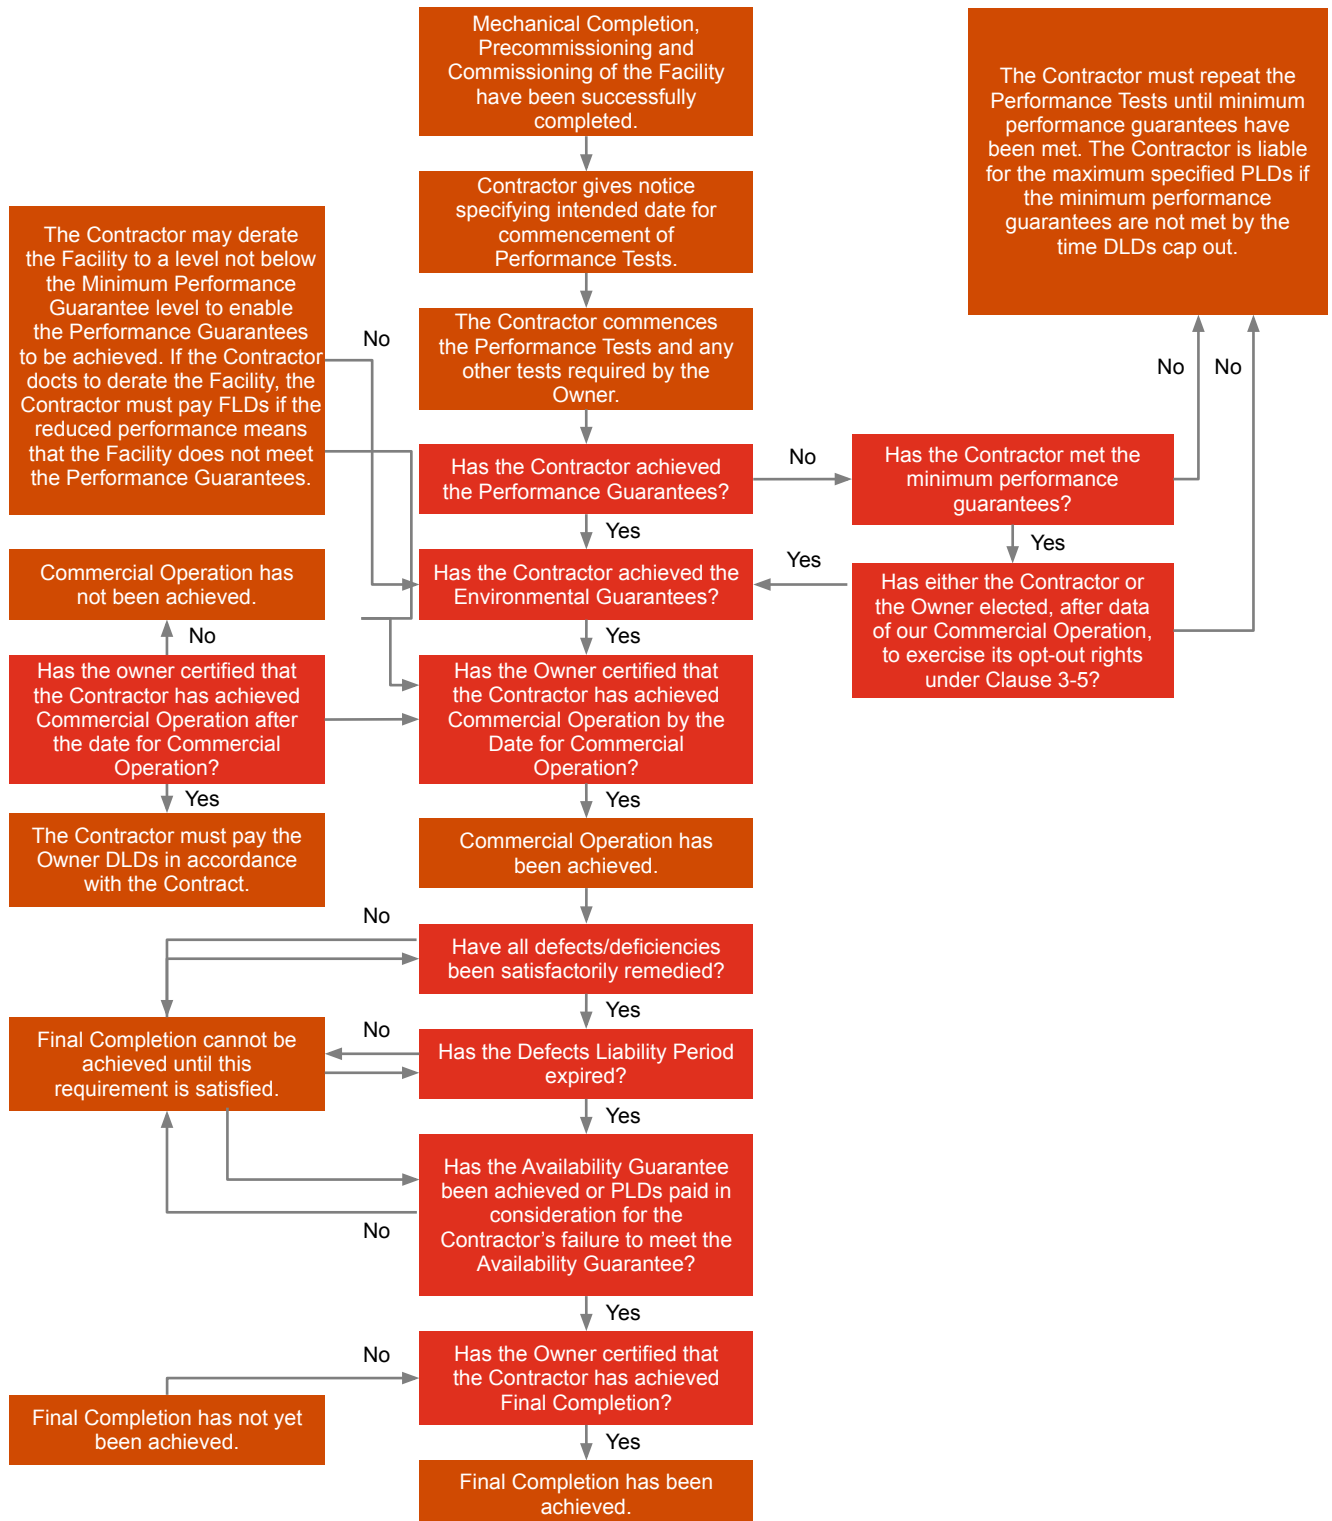 Mechanical Completion,
Precommissioning and
Commissioning of the Facility
have been successfully
completed.
The Contractor must repeat the
Performance Tests until minimum
performance guarantees have
been met. The Contractor is liable
for the maximum specified PLDs if
the minimum performance
guarantees are not met by the
time DLDs cap out.
Contractor gives notice
specifying intended date for
commencement of
Performance Tests.
The Contractor may derate
the Facility to a level not below
the Minimum Performance
Guarantee level to enable
the Performance Guarantees
to be achieved. If the Contractor
docts to derate the Facility, the
Contractor must pay FLDs if the
reduced performance means
that the Facility does not meet
the Performance Guarantees.
No
The Contractor commences
the Performance Tests and any
other tests required by the
Owner.
No
No
Has the Contractor achieved
the Performance Guarantees?
No
Has the Contractor met the
minimum performance
guarantees?
Yes
Yes
Commercial Operation has
not been achieved.
Has the Contractor achieved the
Environmental Guarantees?
Yes
Has either the Contractor or
the Owner elected, after data
of our Commercial Operation,
to exercise its opt-out rights
under Clause 3-5?
No
Yes
Has the owner certified that
the Contractor has achieved
Commercial Operation after
the date for Commercial
Operation?
Has the Owner certified that
the Contractor has achieved
Commercial Operation by the
Date for Commercial
Operation?
Yes
Yes
The Contractor must pay the
Owner DLDs in accordance
with the Contract.
Commercial Operation has
been achieved.
No
Have all defects/deficiencies
been satisfactorily remedied?
Yes
Final Completion cannot be
achieved until this
requirement is satisfied.
No
Has the Defects Liability Period
expired?
Yes
Has the Availability Guarantee
been achieved or PLDs paid in
consideration for the
Contractor’s failure to meet the
Availability Guarantee?
No
Yes
No
Has the Owner certified that
the Contractor has achieved
Final Completion?
Final Completion has not yet
been achieved.
Yes
Final Completion has been
achieved.